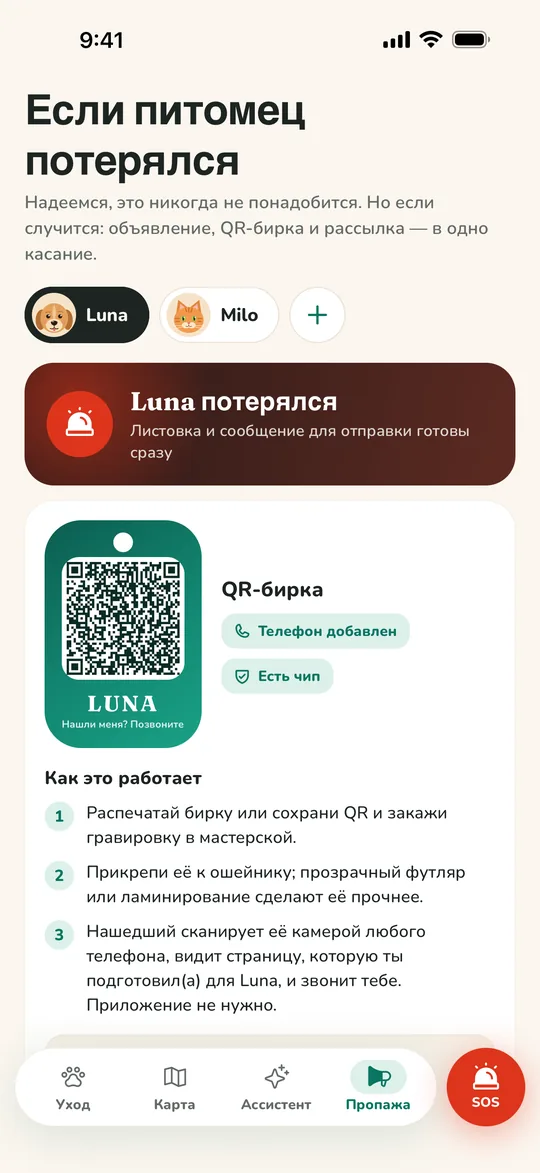 9:41
Если питомец
потерялся
Надеемся, это никогда не понадобится. Но если
случится: объявление, QR-бирка и рассылка — в одно
касание.
Luna
Milo
Luna потерялся
Листовка и сообщение для отправки готовы
сразу
QR-бирка
Телефон добавлен
Есть чип
LUNA
Нашли меня? Позвоните
Как это работает
1 Распечатай бирку или сохрани QR и закажи
гравировку в мастерской.
2 Прикрепи её к ошейнику; прозрачный футляр
или ламинирование сделают её прочнее.
3 Нашедший сканирует её камерой любого
телефона, видит страницу, которую ты
подготовил(а) для Luna, и звонит тебе.
Приложение не нужно.
Уход
Карта
Ассистент
Пропажа
SOS